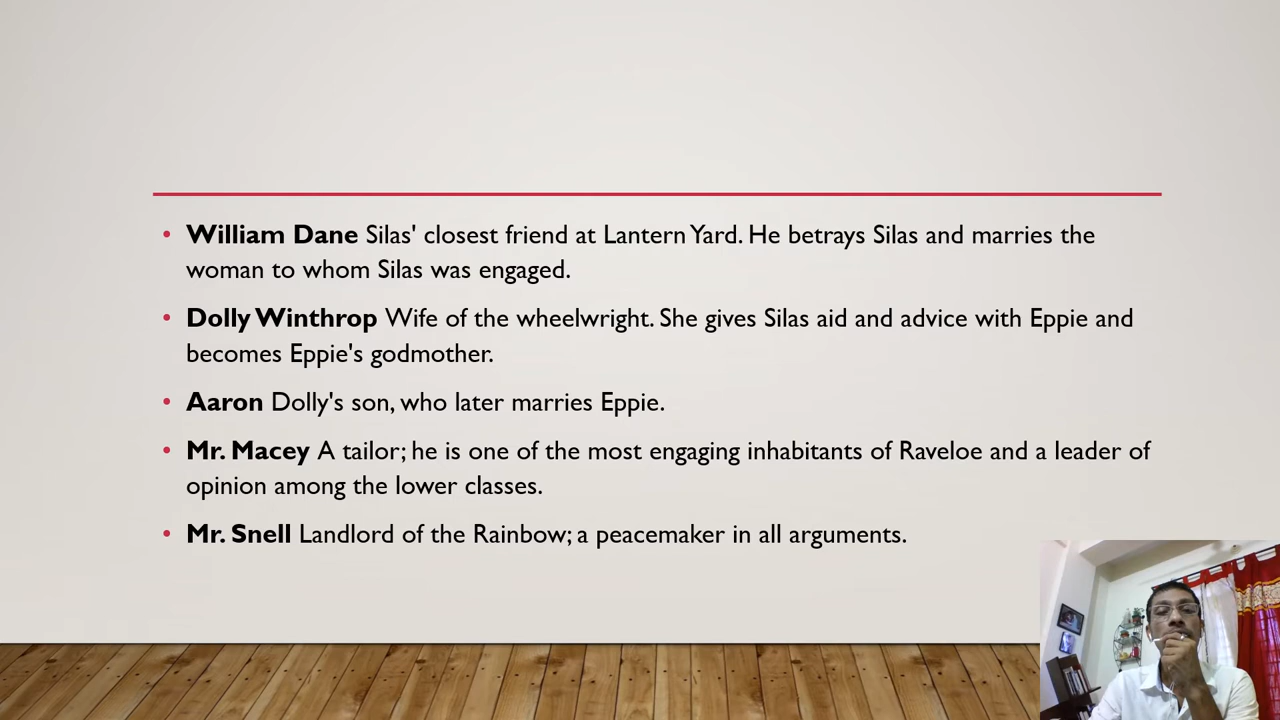 • William Dane Silas' closest friend at Lantern Yard. He betrays Silas and marries the
woman to whom Silas was engaged.
• Dolly Winthrop Wife of the wheelwright. She gives Silas aid and advice with Eppie and
becomes Eppie's godmother.
• Aaron Dolly's son, who later marries Eppie.
• Mr. Macey A tailor; he is one of the most engaging inhabitants of Raveloe and a leader of
opinion among the lower classes.
• Mr. Snell Landlord of the Rainbow; a peacemaker in all arguments.